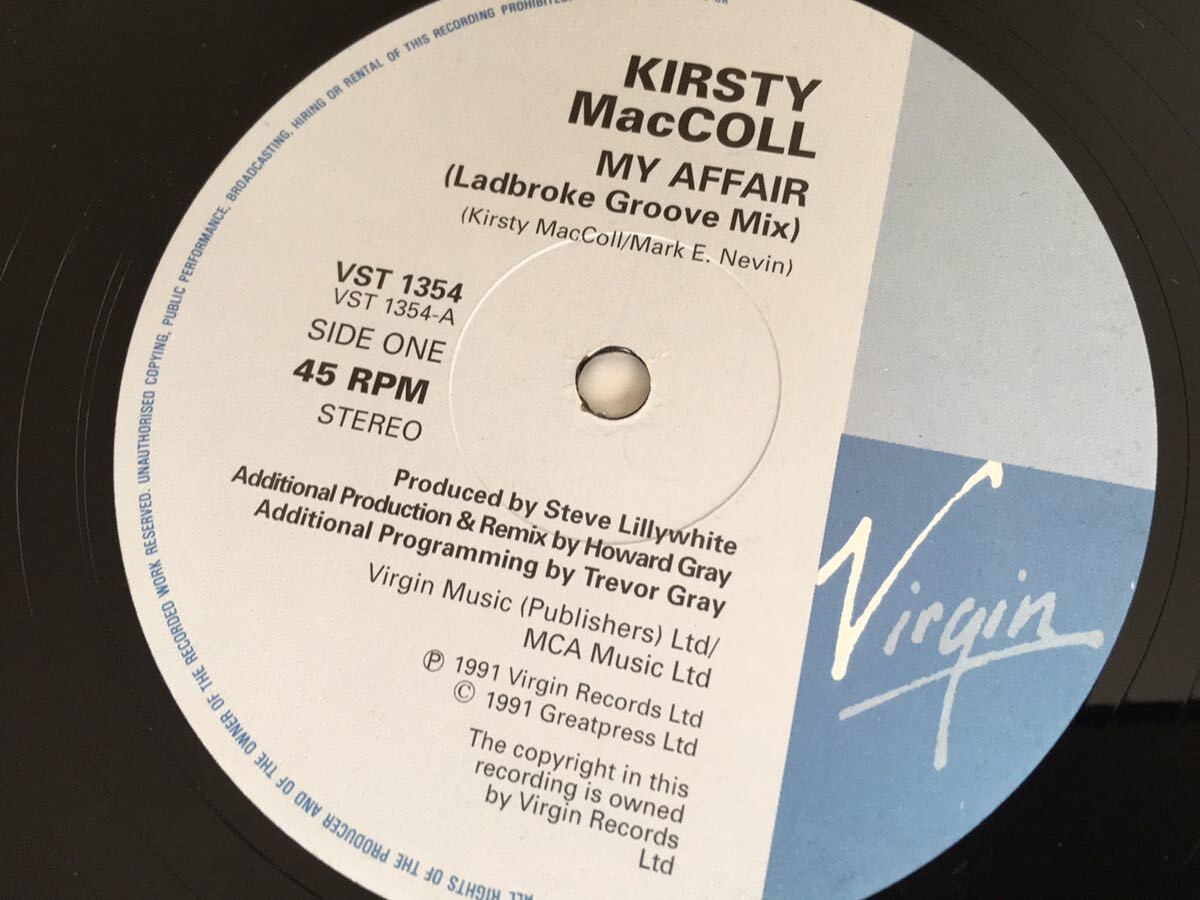 KIRSTY
MacCOLL
MY AFFAIR
(Ladbroke Groove Mix)
(Kirsty MacColl/Mark E. Nevin)
VST 1354
VST 1354-A
SIDE ONE
45 RPM
STEREO
Produced by Steve Lillywhite
Additional Production & Remix by Howard Gray
Additional Programming by Trevor Gray
Virgin Music (Publishers) Ltd/
MCA Music Ltd
℗ 1991 Virgin Records Ltd
© 1991 Greatpress Ltd
The copyright in this
recording is owned
by Virgin Records
Ltd
Virgin
ALL RIGHTS OF THE PRODUCER AND OF THE OWNER OF THE RECORDED WORK RESERVED. UNAUTHORISED COPYING, PUBLIC PERFORMANCE, BROADCASTING, HIRING OR RENTAL OF THIS RECORDING PROHIBITED.